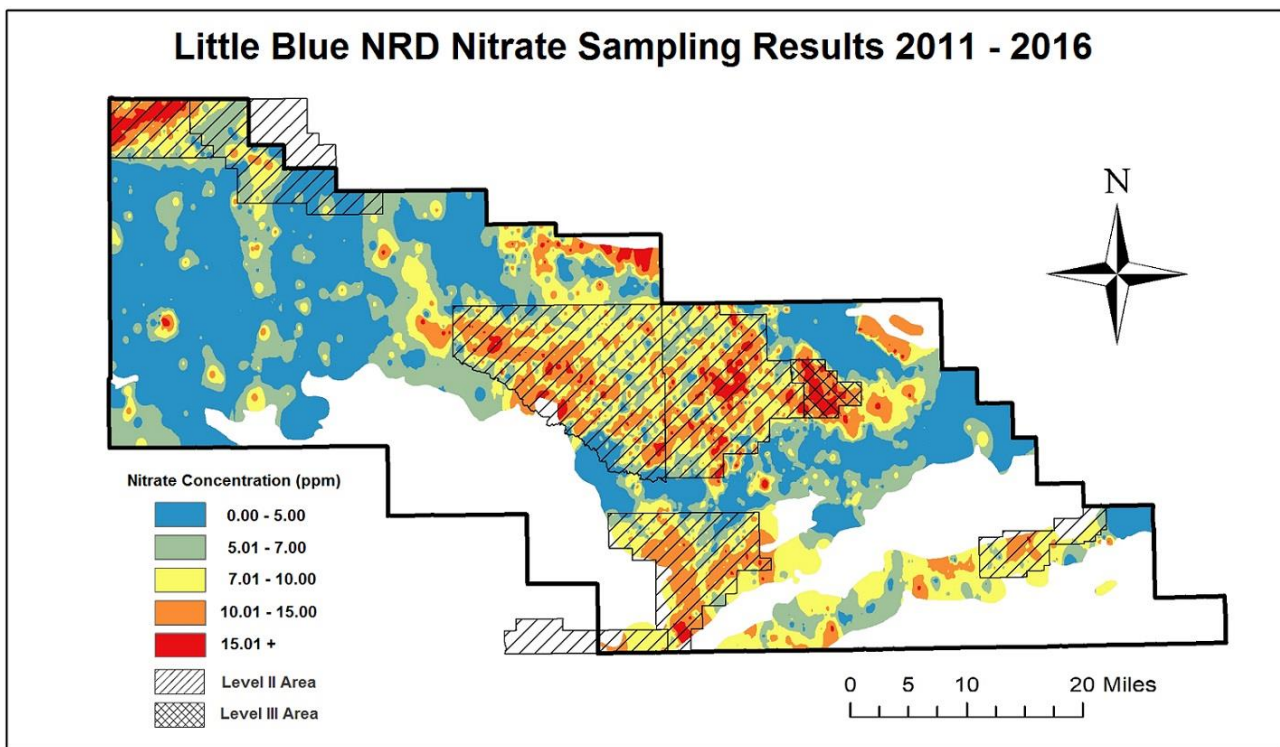 Little Blue NRD Nitrate Sampling Results 2011 - 2016
N
Nitrate Concentration (ppm)
0.00 - 5.00
5.01 - 7.00
7.01 - 10.00
10.01 - 15.00
15.01 +
Level II Area
Level III Area
0 5 10 20 Miles